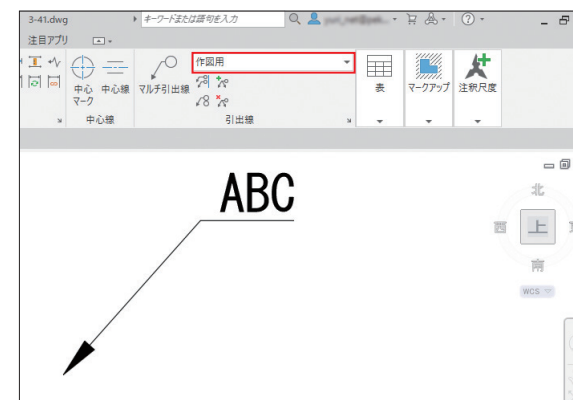 3-41.dwg
キーワードまたは語句を入力
注目アプリ
作図用
中心
マーク
中心線
マルチ引出線
表
マークアップ
注釈尺度
中心線
引出線
ABC
北
西
上
南
WCS